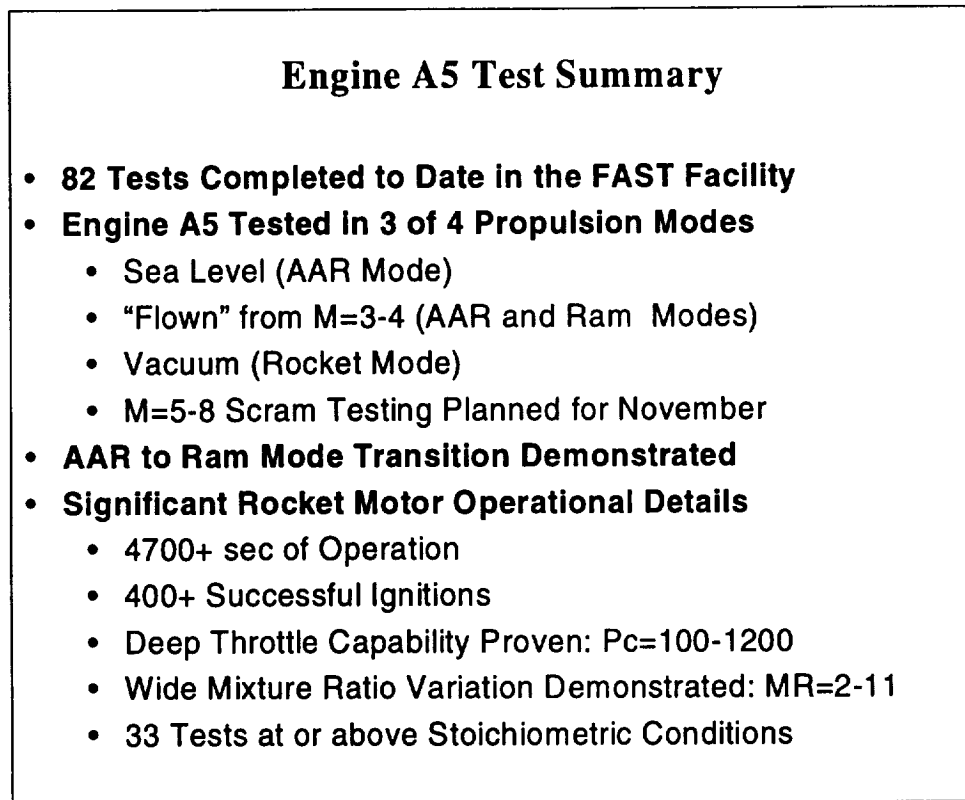 Engine A5 Test Summary
• 82 Tests Completed to Date in the FAST Facility
• Engine A5 Tested in 3 of 4 Propulsion Modes
• Sea Level (AAR Mode)
• “Flown” from M=3-4 (AAR and Ram Modes)
• Vacuum (Rocket Mode)
• M=5-8 Scram Testing Planned for November
• AAR to Ram Mode Transition Demonstrated
• Significant Rocket Motor Operational Details
• 4700+ sec of Operation
• 400+ Successful Ignitions
• Deep Throttle Capability Proven: Pc=100-1200
• Wide Mixture Ratio Variation Demonstrated: MR=2-11
• 33 Tests at or above Stoichiometric Conditions